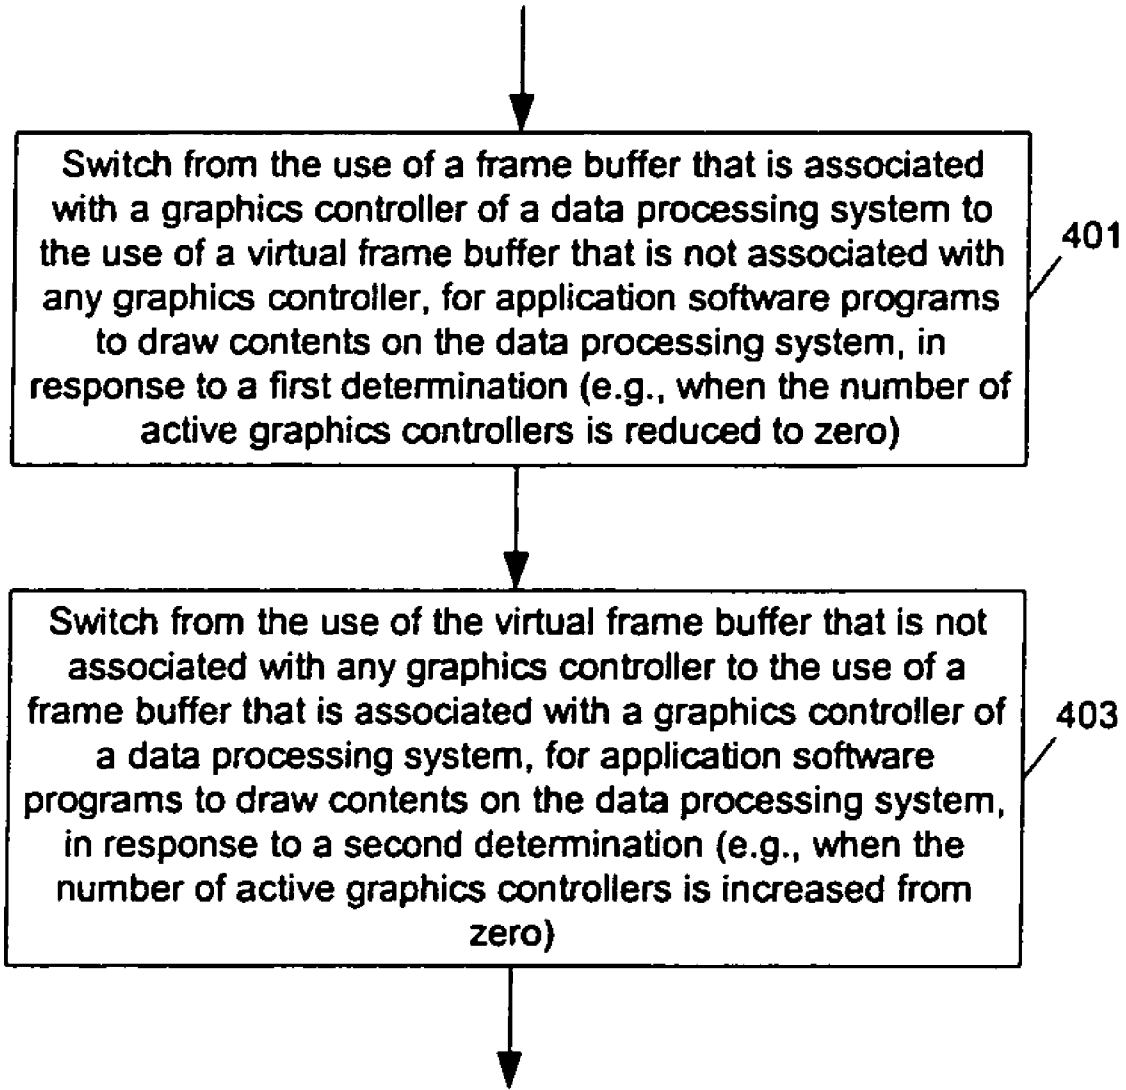 Switch from the use of a frame buffer that is associated
with a graphics controller of a data processing system to
the use of a virtual frame buffer that is not associated with
any graphics controller, for application software programs
to draw contents on the data processing system, in
response to a first determination (e.g., when the number of
active graphics controllers is reduced to zero)
401
Switch from the use of the virtual frame buffer that is not
associated with any graphics controller to the use of a
frame buffer that is associated with a graphics controller of
a data processing system, for application software
programs to draw contents on the data processing system,
in response to a second determination (e.g., when the
number of active graphics controllers is increased from
zero)
403